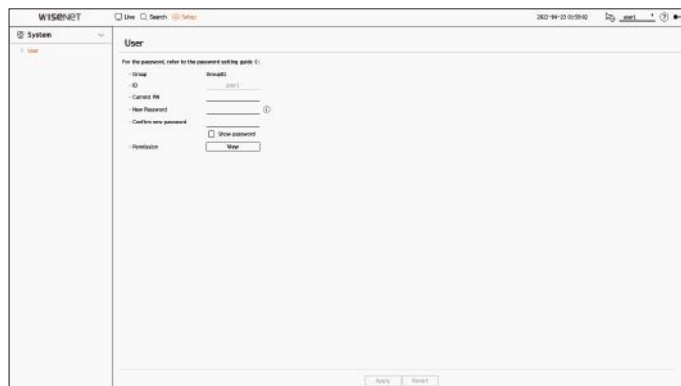 WISENET Live Search Setup 2022-04-22 01:59:02 user1
System
User
User
For the password, refer to the password setting guide
- Group Group01
- ID user1
- Current PW
- New Password
- Confirm new password
Show password
- Permission View
Apply Revert